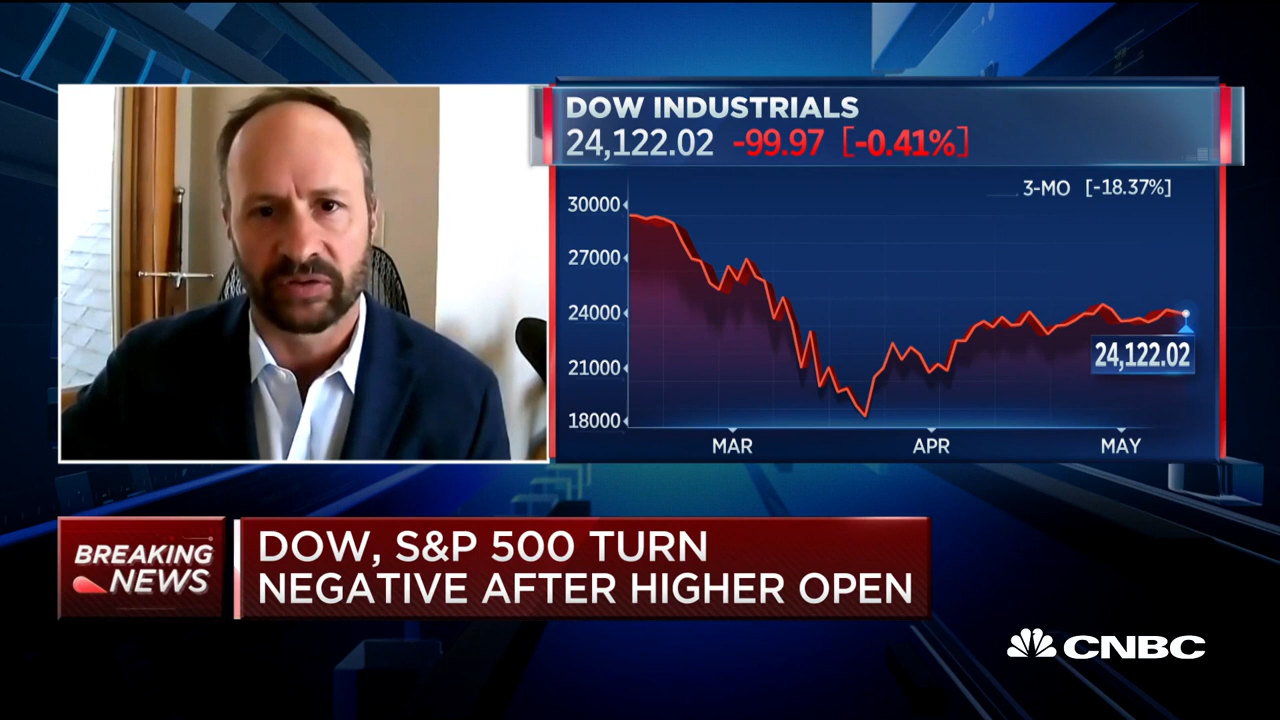 DOW INDUSTRIALS
24,122.02 -99.97 [-0.41%]
3-MO [-18.37%]
30000
27000
24000
21000
18000
24,122.02
MAR APR MAY
BREAKING
NEWS
DOW, S&P 500 TURN
NEGATIVE AFTER HIGHER OPEN
CNBC